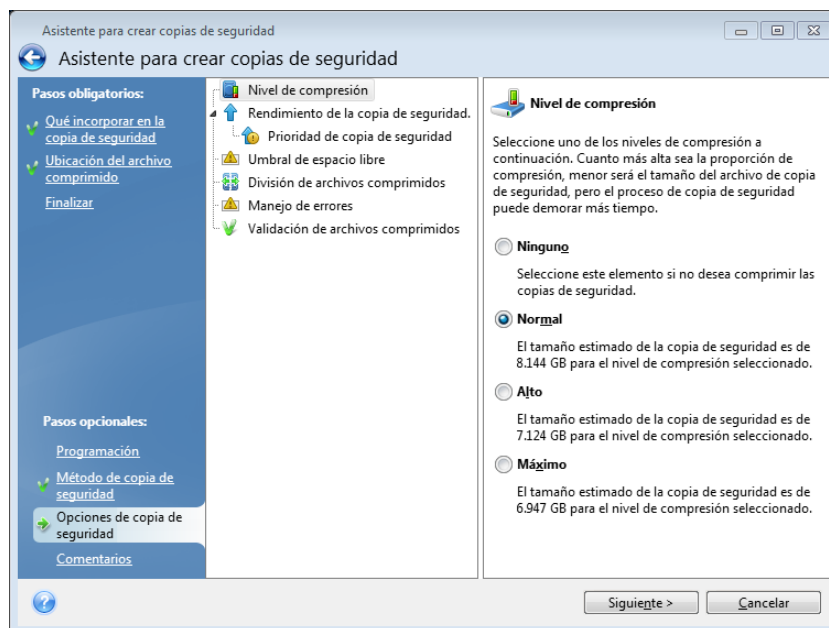 Asistente para crear copias de seguridad
Asistente para crear copias de seguridad
Pasos obligatorios:
Qué incorporar en la
copia de seguridad
Ubicación del archivo
comprimido
Finalizar
Pasos opcionales:
Programación
Método de copia de
seguridad
Opciones de copia de
seguridad
Comentarios
Nivel de compresión
Rendimiento de la copia de seguridad.
Prioridad de copia de seguridad
Umbral de espacio libre
División de archivos comprimidos
Manejo de errores
Validación de archivos comprimidos
Nivel de compresión
Seleccione uno de los niveles de compresión a
continuación. Cuanto más alta sea la proporción de
compresión, menor será el tamaño del archivo de copia
de seguridad, pero el proceso de copia de seguridad
puede demorar más tiempo.
Ninguno
Seleccione este elemento si no desea comprimir las
copias de seguridad.
Normal
El tamaño estimado de la copia de seguridad es de
8.144 GB para el nivel de compresión seleccionado.
Alto
El tamaño estimado de la copia de seguridad es de
7.124 GB para el nivel de compresión seleccionado.
Máximo
El tamaño estimado de la copia de seguridad es de
6.947 GB para el nivel de compresión seleccionado.
?
Siguiente >
Cancelar